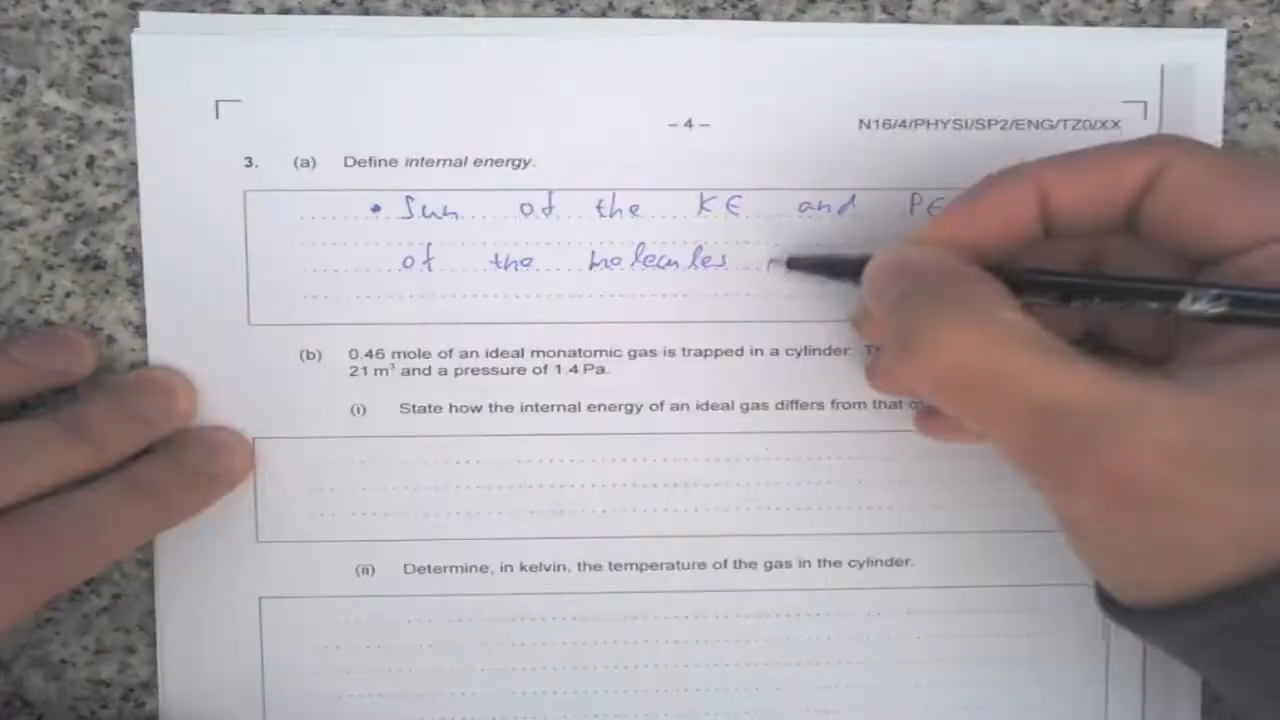 – 4 –
N16/4/PHYSI/SP2/ENG/TZ0/XX
3. (a) Define internal energy.
• Sum of the KE and PE
of the molecules
(b) 0.46 mole of an ideal monatomic gas is trapped in a cylinder.
21 m³ and a pressure of 1.4 Pa.
(i) State how the internal energy of an ideal gas differs from that
(ii) Determine, in kelvin, the temperature of the gas in the cylinder.